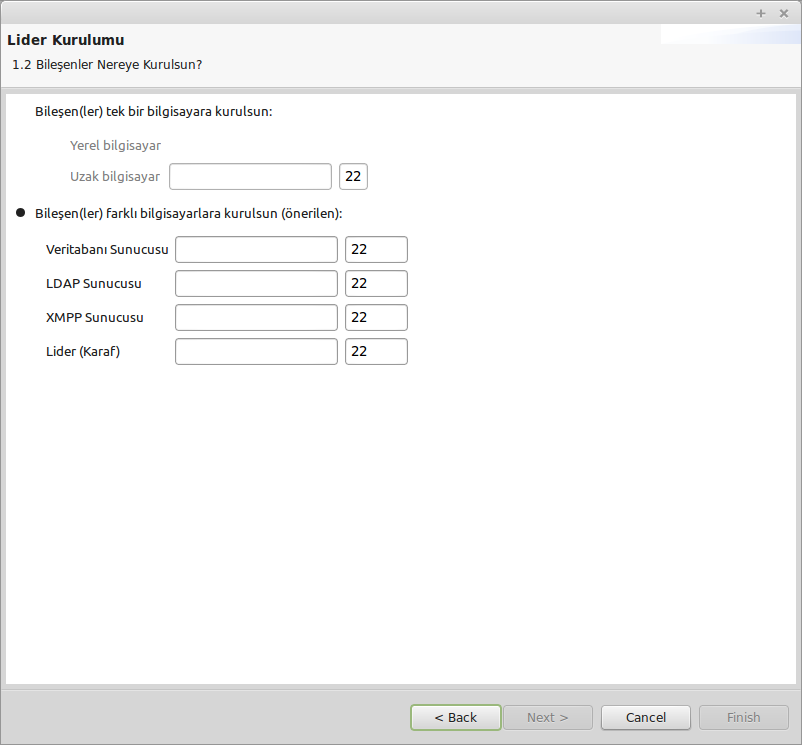 Lider Kurulumu
1.2 Bileşenler Nereye Kurulsun?
Bileşen(ler) tek bir bilgisayara kurulsun:
Yerel bilgisayar
Uzak bilgisayar 22
Bileşen(ler) farklı bilgisayarlara kurulsun (önerilen):
Veritabanı Sunucusu 22
LDAP Sunucusu 22
XMPP Sunucusu 22
Lider (Karaf) 22
< Back Next > Cancel Finish